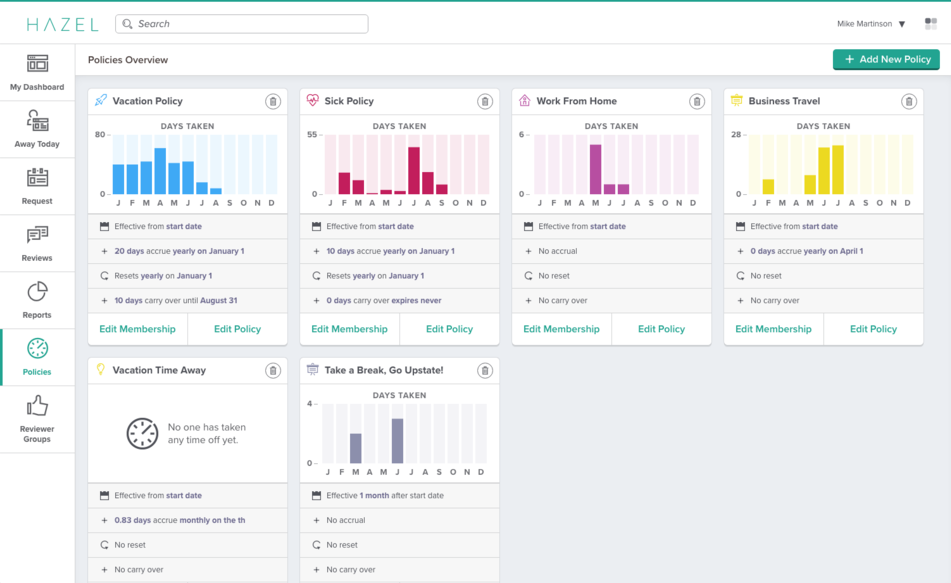 HAZEL
Search
Mike Martinson
My Dashboard
Away Today
Request
Reviews
Reports
Policies
Reviewer
Groups
Policies Overview
+ Add New Policy
Vacation Policy
DAYS TAKEN
80
0
J F M A M J J A S O N D
Effective from start date
+ 20 days accrue yearly on January 1
Resets yearly on January 1
+ 10 days carry over until August 31
Edit Membership
Edit Policy
Sick Policy
DAYS TAKEN
55
0
J F M A M J J A S O N D
Effective from start date
+ 10 days accrue yearly on January 1
Resets yearly on January 1
+ 0 days carry over expires never
Edit Membership
Edit Policy
Work From Home
DAYS TAKEN
6
0
J F M A M J J A S O N D
Effective from start date
+ No accrual
No reset
+ No carry over
Edit Membership
Edit Policy
Business Travel
DAYS TAKEN
28
0
J F M A M J J A S O N D
Effective from start date
+ 0 days accrue yearly on April 1
No reset
+ No carry over
Edit Membership
Edit Policy
Vacation Time Away
No one has taken
any time off yet.
Effective from start date
+ 0.83 days accrue monthly on the th
No reset
+ No carry over
Take a Break, Go Upstate!
DAYS TAKEN
4
0
J F M A M J J A S O N D
Effective 1 month after start date
+ No accrual
No reset
+ No carry over